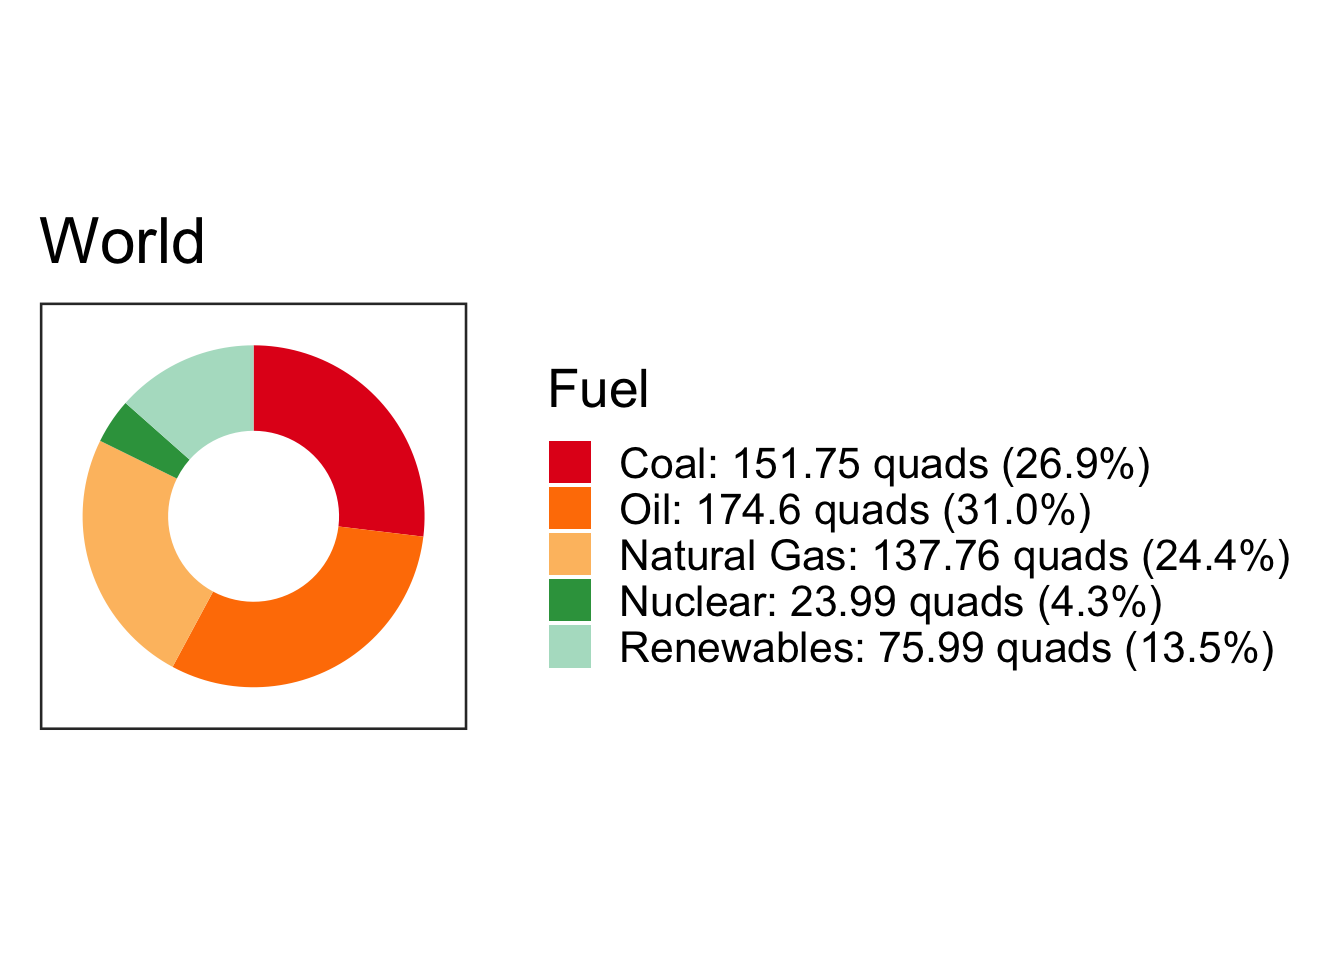 World
Fuel
Coal: 151.75 quads (26.9%)
Oil: 174.6 quads (31.0%)
Natural Gas: 137.76 quads (24.4%)
Nuclear: 23.99 quads (4.3%)
Renewables: 75.99 quads (13.5%)